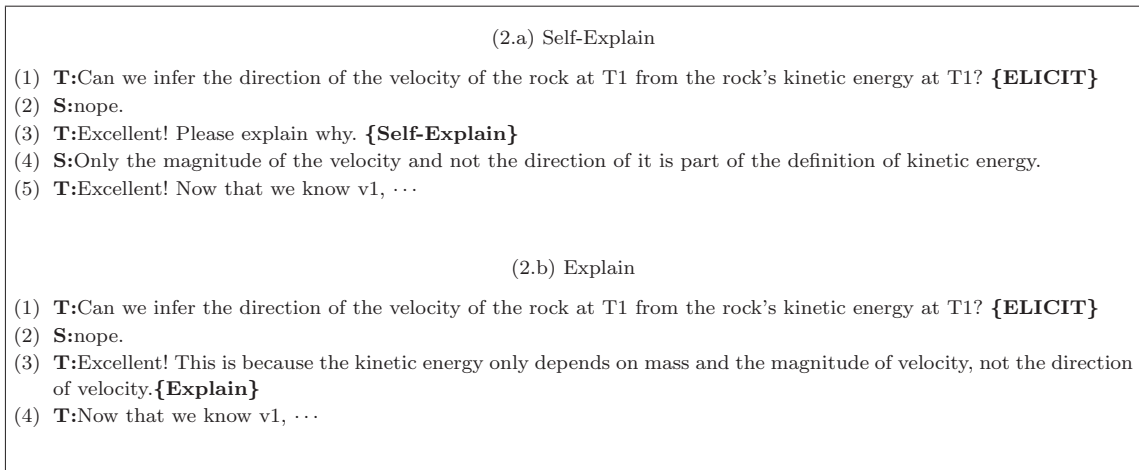 (2.a) Self-Explain
(1) T:Can we infer the direction of the velocity of the rock at T1 from the rock's kinetic energy at T1? {ELICIT}
(2) S:nope.
(3) T:Excellent! Please explain why. {Self-Explain}
(4) S:Only the magnitude of the velocity and not the direction of it is part of the definition of kinetic energy.
(5) T:Excellent! Now that we know v1, ···
(2.b) Explain
(1) T:Can we infer the direction of the velocity of the rock at T1 from the rock's kinetic energy at T1? {ELICIT}
(2) S:nope.
(3) T:Excellent! This is because the kinetic energy only depends on mass and the magnitude of velocity, not the direction
of velocity.{Explain}
(4) T:Now that we know v1, ···